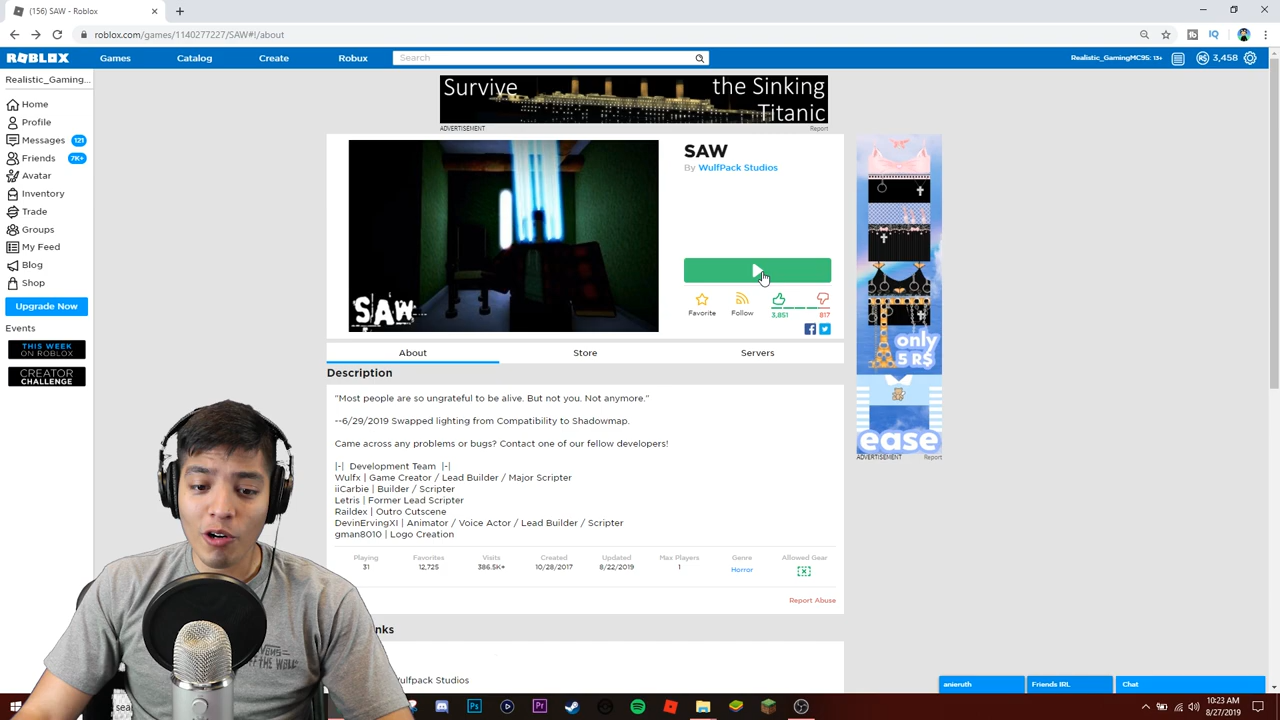 (156) SAW - Roblox
roblox.com/games/1140277227/SAW#!/about
ROBLOX
Games
Catalog
Create
Robux
Search
Realistic_GamingMC95: 13+
3,458
Realistic_Gaming...
Home
Profile
Messages 121
Friends 7K+
Avatar
Inventory
Trade
Groups
My Feed
Blog
Shop
Upgrade Now
Events
THIS WEEK
ON ROBLOX
CREATOR
CHALLENGE
Survive the Sinking
Titanic
ADVERTISEMENT
Report
SAW
SAW
By WulfPack Studios
Favorite
Follow
3,851
817
About
Store
Servers
Description
"Most people are so ungrateful to be alive. But not you. Not anymore."
--6/29/2019 Swapped lighting from Compatibility to Shadowmap.
Came across any problems or bugs? Contact one of our fellow developers!
|-| Development Team |-|
Wulfx | Game Creator / Lead Builder / Major Scripter
iiCarbie | Builder / Scripter
Letris | Former Lead Scripter
Raildex | Outro Cutscene
DevinErvingXI | Animator / Voice Actor / Lead Builder / Scripter
gman8010 | Logo Creation
Playing
Favorites
Visits
Created
Updated
Max Players
Genre
Allowed Gear
31
12,725
386.5K+
10/28/2017
8/22/2019
1
Horror
Report Abuse
nks
ulfpack Studios
only
5 R$
ease
ADVERTISEMENT
Report
anieruth
Friends IRL
Chat
sea
10:23 AM
8/27/2019